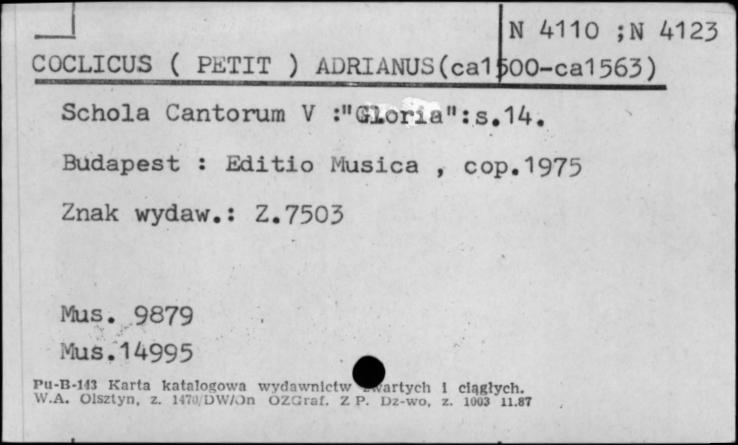 N 4110 ;N 4123
COCLICUS ( PETIT ) ADRIANUS(ca1500-ca1563)
Schola Cantorum V :"Gloria":s.14.
Budapest : Editio Musica , cop.1975
Znak wydaw.: Z.7503
Mus. 9879
Mus.14995
Pu-B-143 Karta katalogowa wydawnictw zwartych i ciągłych.
W.A. Olsztyn, z. 1470/DW/On OZGraf. Z P. Dz-wo, z. 1003 11.87